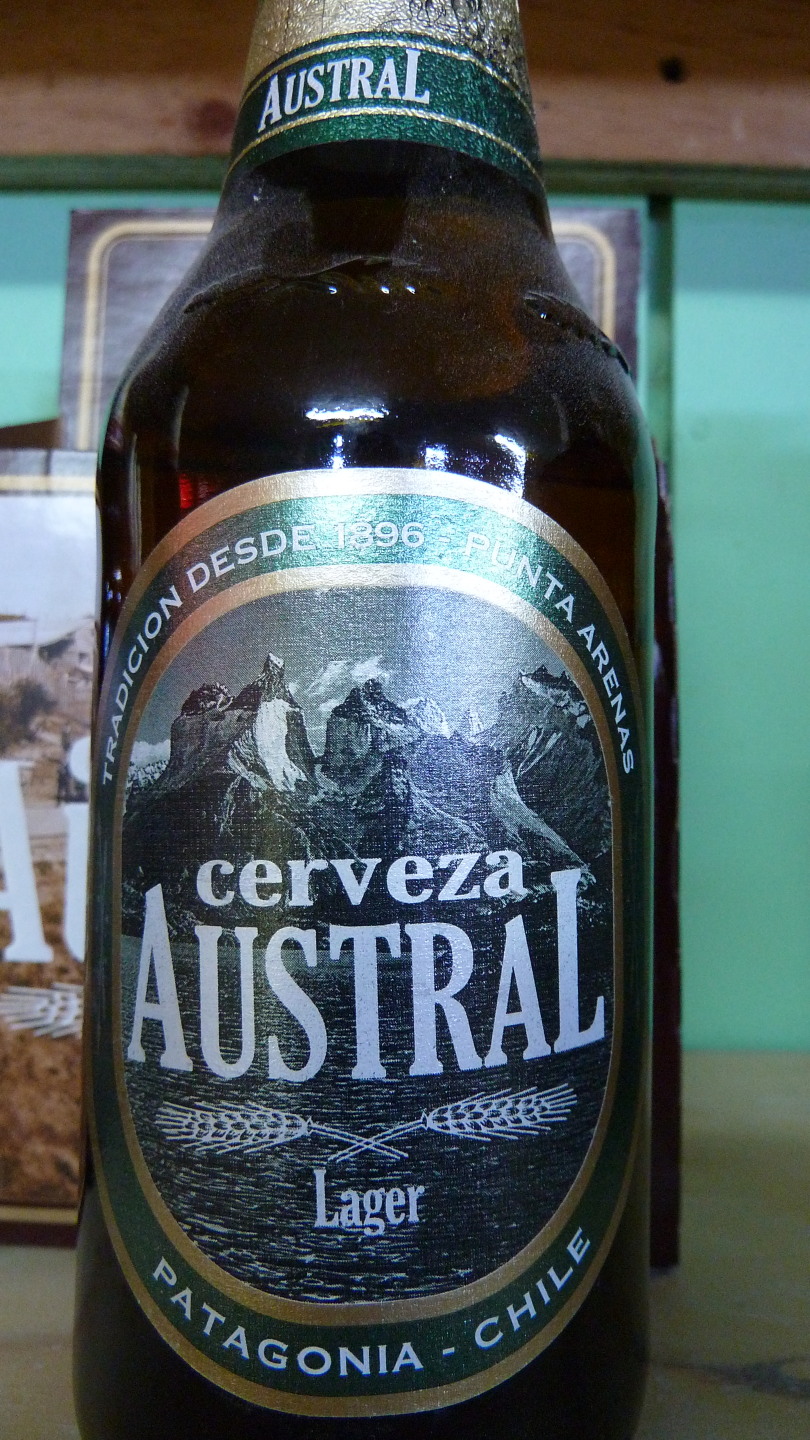 AUSTRAL
TRADICION DESDE 1896 - PUNTA ARENAS
cerveza
AUSTRAL
Lager
PATAGONIA - CHILE